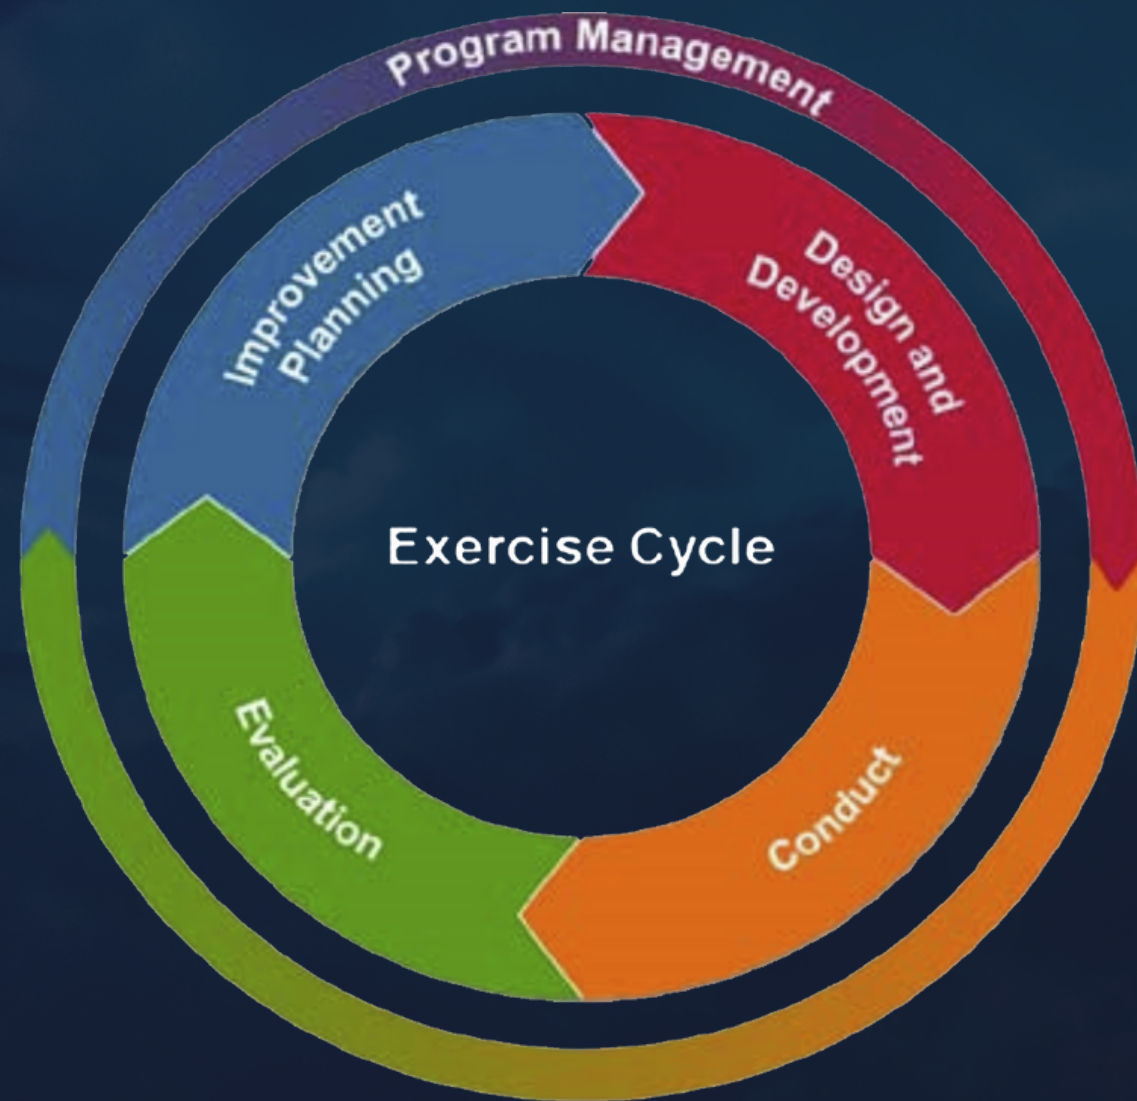 Program Management
Improvement
Planning
Design and
Development
Exercise Cycle
Evaluation
Conduct